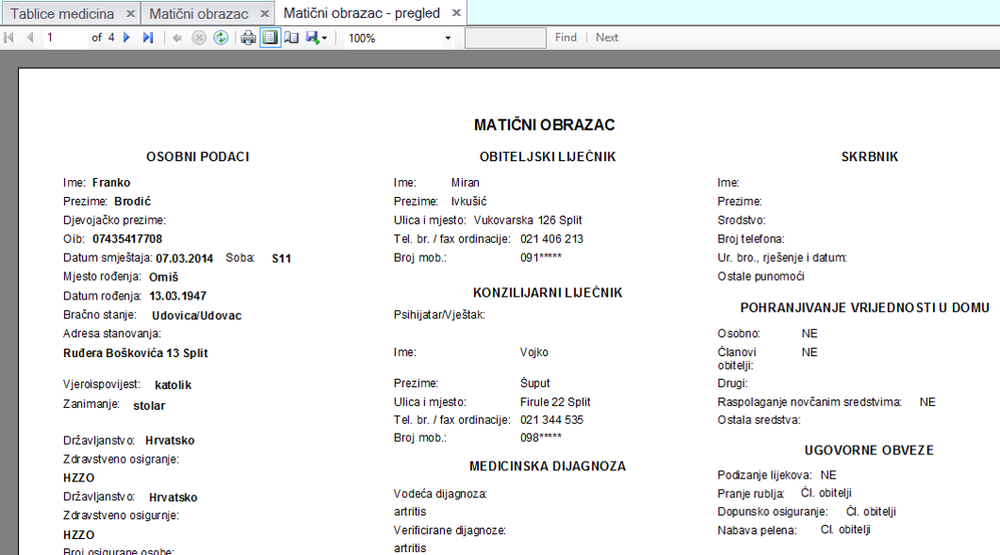 Tablice medicina
Matični obrazac
Matični obrazac - pregled
1 of 4
100%
Find | Next
MATIČNI OBRAZAC
OSOBNI PODACI
Ime: Franko
Prezime: Brodić
Djevojačko prezime:
Oib: 07435417708
Datum smještaja: 07.03.2014 Soba: S11
Mjesto rođenja: Omiš
Datum rođenja: 13.03.1947
Bračno stanje: Udovica/Udovac
Adresa stanovanja:
Ruđera Boškovića 13 Split
Vjeroispovijest: katolik
Zanimanje: stolar
Državljanstvo: Hrvatsko
Zdravstveno osigranje:
HZZO
Državljanstvo: Hrvatsko
Zdravstveno osigurnje:
HZZO
Broj osigurane osobe:
OBITELJSKI LIJEČNIK
Ime: Miran
Prezime: Ivkušić
Ulica i mjesto: Vukovarska 126 Split
Tel. br. / fax ordinacije: 021 406 213
Broj mob.: 091*****
KONZILIJARNI LIJEČNIK
Psihijatar/Vještak:
Ime: Vojko
Prezime: Šuput
Ulica i mjesto: Firule 22 Split
Tel. br. / fax ordinacije: 021 344 535
Broj mob.: 098*****
MEDICINSKA DIJAGNOZA
Vodeća dijagnoza:
artritis
Verificirane dijagnoze:
artritis
SKRBNIK
Ime:
Prezime:
Srodstvo:
Broj telefona:
Ur. bro., rješenje i datum:
Ostale punomoći
POHRANJIVANJE VRIJEDNOSTI U DOMU
Osobno: NE
Članovi NE
obitelji:
Drugi:
Raspolaganje novčanim sredstvima: NE
Ostala sredstva:
UGOVORNE OBVEZE
Podizanje lijekova: NE
Pranje rublja: Čl. obitelji
Dopunsko osiguranje: Čl. obitelji
Nabava pelena: Cl. obitelji